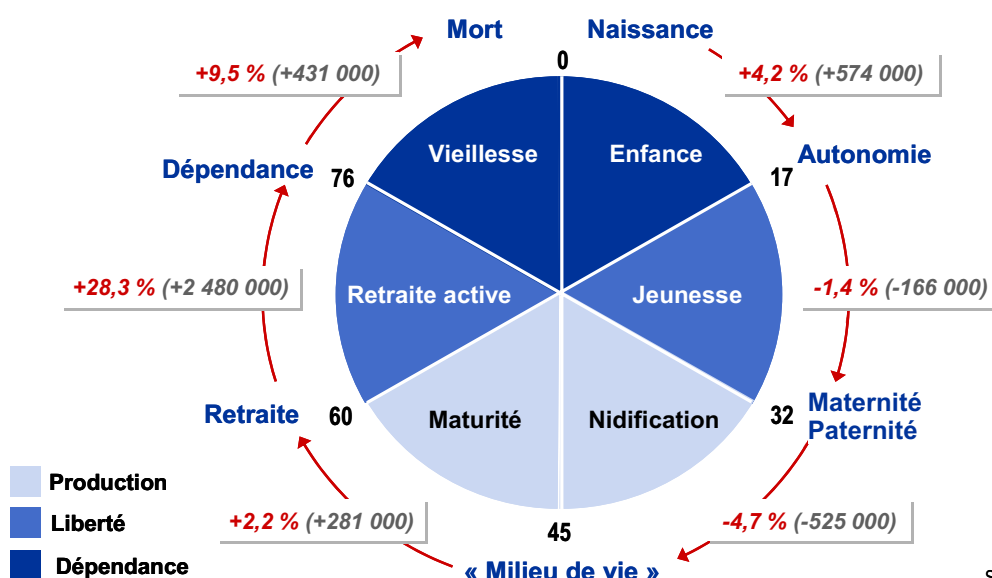 Mort
Naissance
0
+9,5 % (+431 000)
+4,2 % (+574 000)
Vieillesse
Enfance
Dépendance
76
17
Autonomie
+28,3 % (+2 480 000)
Retraite active
Jeunesse
-1,4 % (-166 000)
Retraite
60
Maturité
Nidification
32
Maternité
Paternité
Production
Liberté
Dépendance
+2,2 % (+281 000)
45
-4,7 % (-525 000)
« Milieu de vie »
s